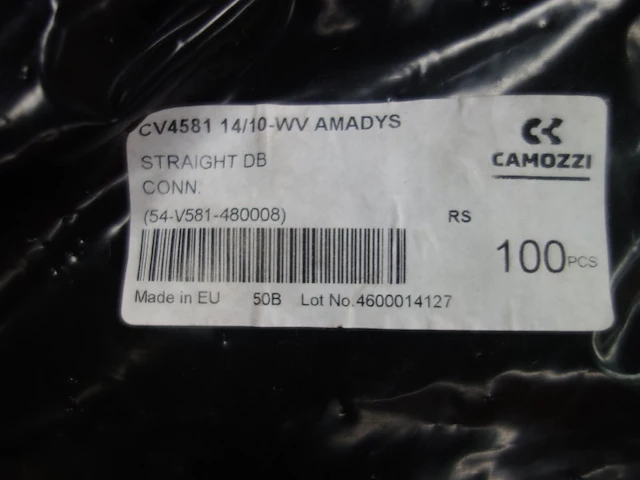 CV4581 14/10-WV AMADYS
CAMOZZI
STRAIGHT DB
CONN.
(54-V581-480008)
RS
100 PCS
Made in EU 50B Lot No.4600014127